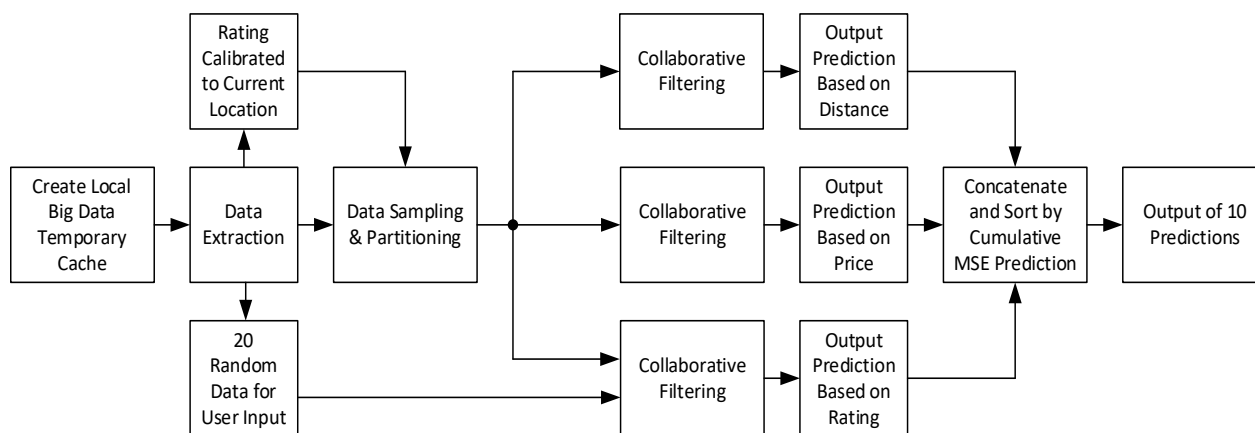 Rating
Calibrated
to Current
Location
Collaborative
Filtering
Output
Prediction
Based on
Distance
Create Local
Big Data
Temporary
Cache
Data
Extraction
Data Sampling
& Partitioning
Collaborative
Filtering
Output
Prediction
Based on
Price
Concatenate
and Sort by
Cumulative
MSE Prediction
Output of 10
Predictions
20
Random
Data for
User Input
Collaborative
Filtering
Output
Prediction
Based on
Rating